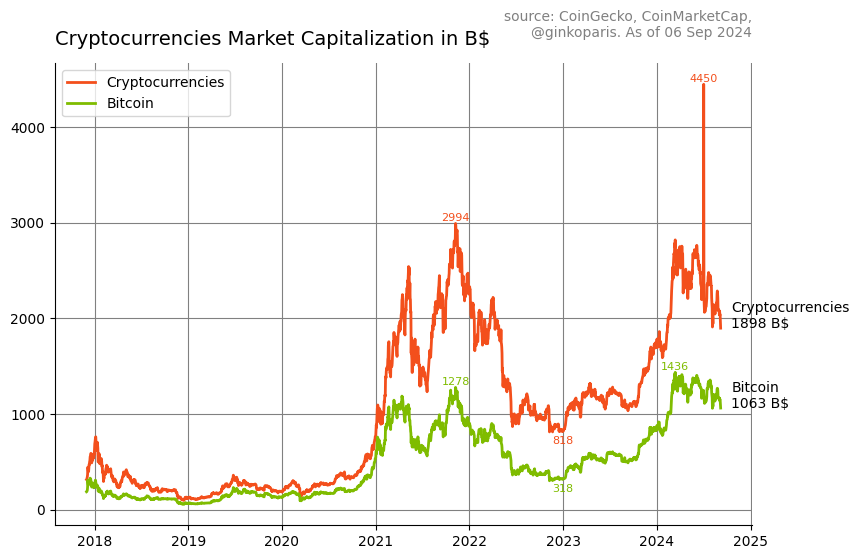 source: CoinGecko, CoinMarketCap,
@ginkoparis. As of 06 Sep 2024
Cryptocurrencies Market Capitalization in B$
Cryptocurrencies
Bitcoin
4450
4000
3000
2994
2000
Cryptocurrencies
1898 B$
1436
1278
Bitcoin
1063 B$
1000
818
318
0
2018 2019 2020 2021 2022 2023 2024 2025